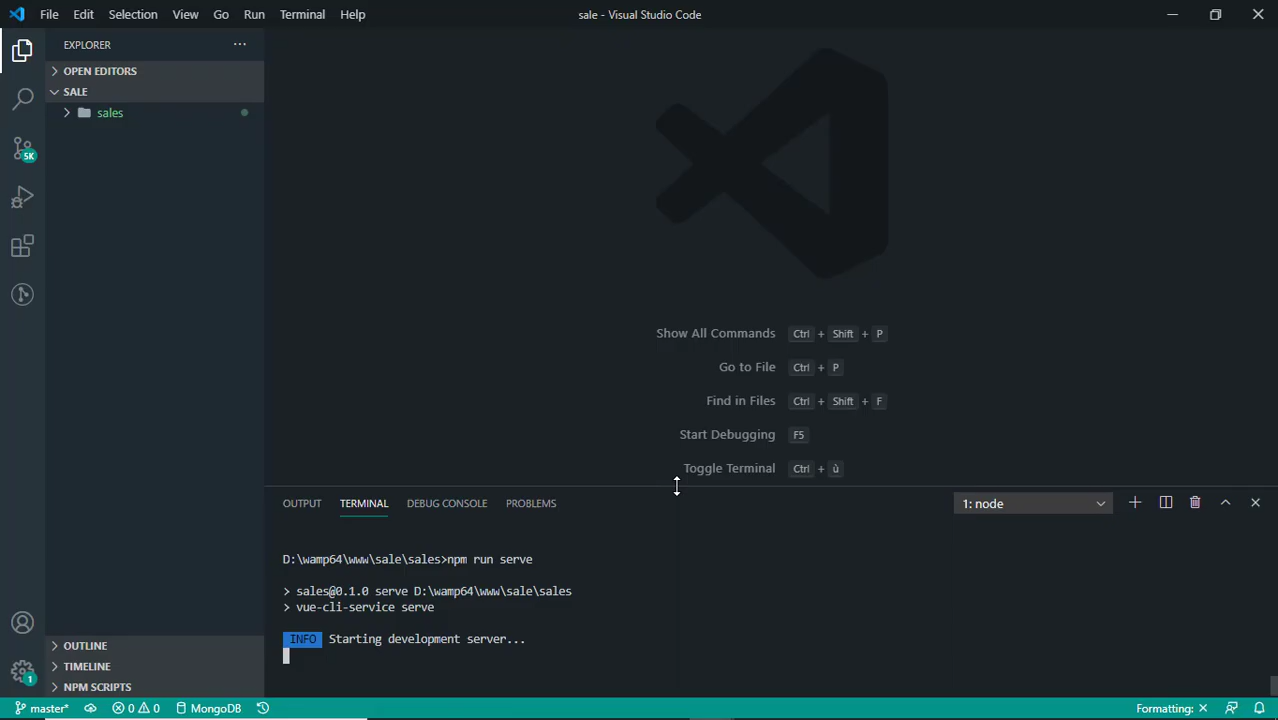 File Edit Selection View Go Run Terminal Help
sale - Visual Studio Code
EXPLORER
OPEN EDITORS
SALE
sales
5K
Show All Commands Ctrl + Shift + P
Go to File Ctrl + P
Find in Files Ctrl + Shift + F
Start Debugging F5
Toggle Terminal Ctrl + ù
OUTPUT TERMINAL DEBUG CONSOLE PROBLEMS
1: node
D:\wamp64\www\sale\sales>npm run serve
> sales@0.1.0 serve D:\wamp64\www\sale\sales
> vue-cli-service serve
INFO Starting development server...
OUTLINE
TIMELINE
NPM SCRIPTS
1
master* 0 0 MongoDB
Formatting: ×